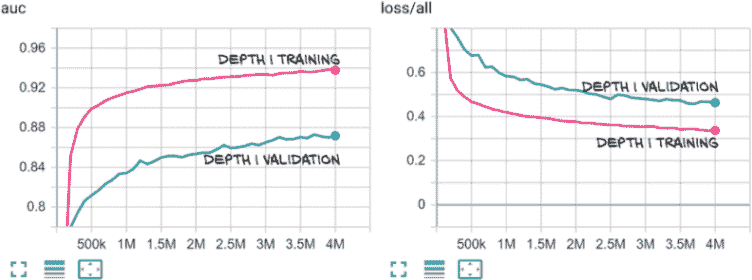 auc
0.96
0.92
0.88
0.84
0.8
DEPTH 1 TRAINING
DEPTH 1 VALIDATION
500k 1M 1.5M 2M 2.5M 3M 3.5M 4M
loss/all
0.6
0.4
0.2
0
DEPTH 1 VALIDATION
DEPTH 1 TRAINING
500k 1M 1.5M 2M 2.5M 3M 3.5M 4M